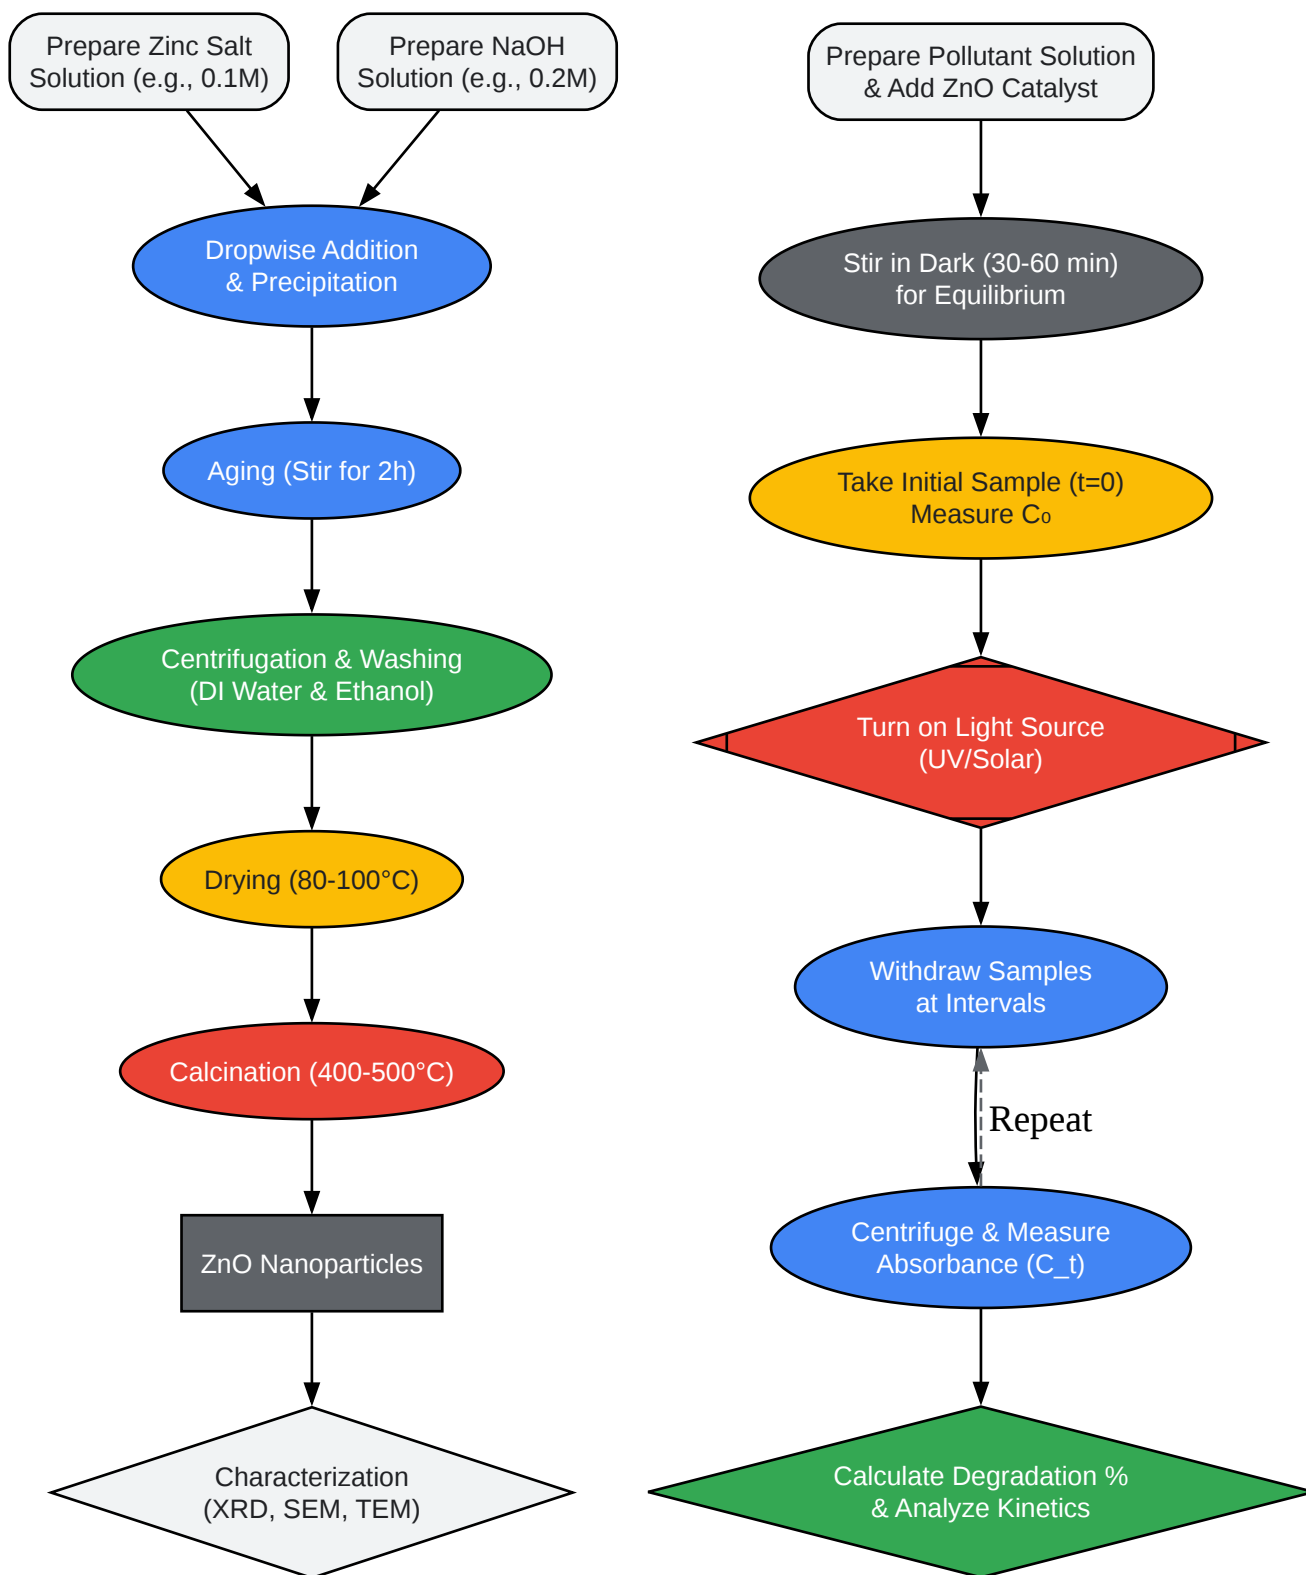 Prepare Zinc Salt
Solution (e.g., 0.1M)
Prepare NaOH
Solution (e.g., 0.2M)
Dropwise Addition
& Precipitation
Aging (Stir for 2h)
Centrifugation & Washing
(DI Water & Ethanol)
Drying (80-100°C)
Calcination (400-500°C)
ZnO Nanoparticles
Characterization
(XRD, SEM, TEM)
Prepare Pollutant Solution
& Add ZnO Catalyst
Stir in Dark (30-60 min)
for Equilibrium
Take Initial Sample (t=0)
Measure C₀
Turn on Light Source
(UV/Solar)
Withdraw Samples
at Intervals
Repeat
Centrifuge & Measure
Absorbance (C_t)
Calculate Degradation %
& Analyze Kinetics